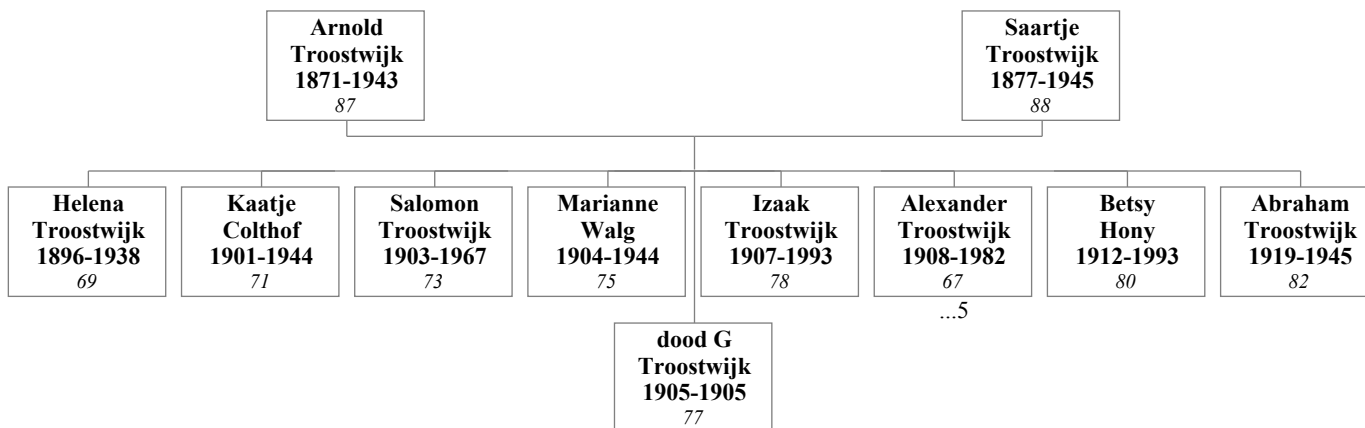 Arnold
Troostwijk
1871-1943
87
Saartje
Troostwijk
1877-1945
88
Helena
Troostwijk
1896-1938
69
Kaatje
Colthof
1901-1944
71
Salomon
Troostwijk
1903-1967
73
Marianne
Walg
1904-1944
75
Izaak
Troostwijk
1907-1993
78
Alexander
Troostwijk
1908-1982
67
...5
Betsy
Hony
1912-1993
80
Abraham
Troostwijk
1919-1945
82
dood G
Troostwijk
1905-1905
77